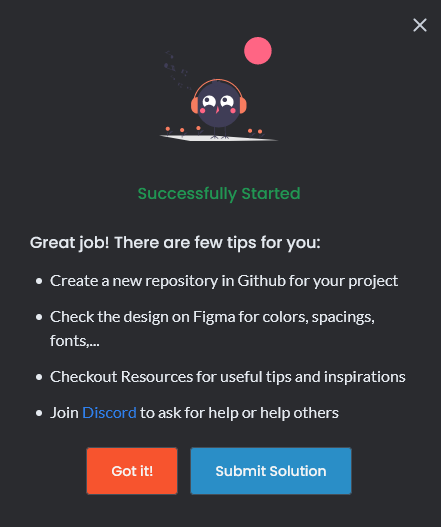 Successfully Started
Great job! There are few tips for you:
Create a new repository in Github for your project
Check the design on Figma for colors, spacings,
fonts,...
Checkout Resources for useful tips and inspirations
Join Discord to ask for help or help others
Got it!
Submit Solution